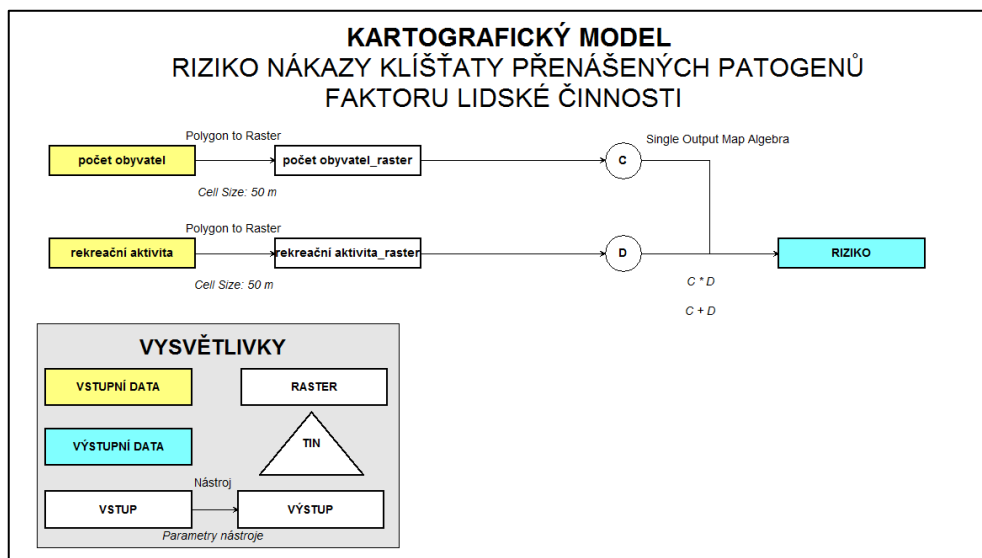 KARTOGRAFICKÝ MODEL
RIZIKO NÁKAZY KLÍŠŤATY PŘENÁŠENÝCH PATOGENŮ
FAKTORU LIDSKÉ ČINNOSTI
Polygon to Raster
Single Output Map Algebra
počet obyvatel
počet obyvatel_raster
C
Cell Size: 50 m
Polygon to Raster
rekreační aktivita
rekreační aktivita_raster
D
RIZIKO
Cell Size: 50 m
C * D
C + D
VYSVĚTLIVKY
VSTUPNÍ DATA
RASTER
VÝSTUPNÍ DATA
TIN
Nástroj
VSTUP
VÝSTUP
Parametry nástroje